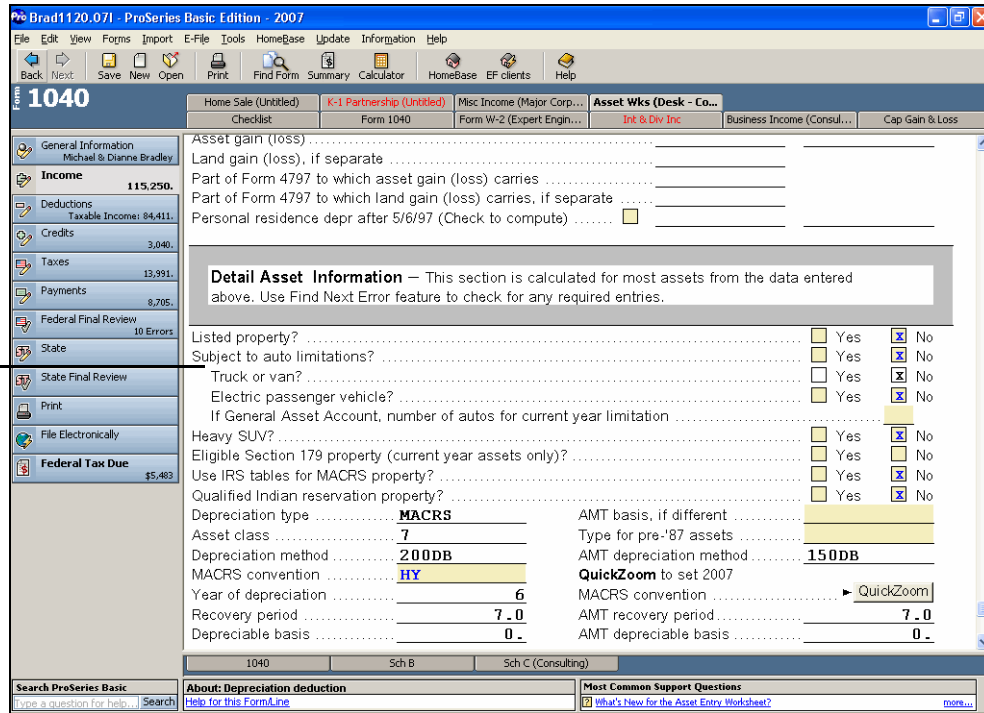 Brad1120.07I - ProSeries Basic Edition - 2007
File Edit View Forms Import E-File Tools HomeBase Update Information Help
Back Next Save New Open Print Find Form Summary Calculator HomeBase EF clients Help
Form 1040
Home Sale (Untitled) K-1 Partnership (Untitled) Misc Income (Major Corp... Asset Wks (Desk - Co...
Checklist Form 1040 Form W-2 (Expert Engin... Int & Div Inc Business Income (Consul... Cap Gain & Loss
General Information
Michael & Dianne Bradley
Income
115,250.
Deductions
Taxable Income: 84,411.
Credits
3,040.
Taxes
13,991.
Payments
8,705.
Federal Final Review
10 Errors
State
State Final Review
Print
File Electronically
Federal Tax Due
$5,483
Asset gain (loss)
Land gain (loss), if separate
Part of Form 4797 to which asset gain (loss) carries
Part of Form 4797 to which land gain (loss) carries, if separate
Personal residence depr after 5/6/97 (Check to compute)
Detail Asset Information — This section is calculated for most assets from the data entered
above. Use Find Next Error feature to check for any required entries.
Listed property? Yes X No
Subject to auto limitations? Yes X No
Truck or van? Yes X No
Electric passenger vehicle? Yes X No
If General Asset Account, number of autos for current year limitation
Heavy SUV? Yes X No
Eligible Section 179 property (current year assets only)? Yes No
Use IRS tables for MACRS property? Yes X No
Qualified Indian reservation property? Yes X No
Depreciation type MACRS AMT basis, if different
Asset class 7 Type for pre-'87 assets
Depreciation method 200DB AMT depreciation method 150DB
MACRS convention HY QuickZoom to set 2007
Year of depreciation 6 MACRS convention QuickZoom
Recovery period 7.0 AMT recovery period 7.0
Depreciable basis 0. AMT depreciable basis 0.
1040 Sch B Sch C (Consulting)
Search ProSeries Basic
Type a question for help... Search
About: Depreciation deduction
Help for this Form/Line
Most Common Support Questions
? What's New for the Asset Entry Worksheet? more...